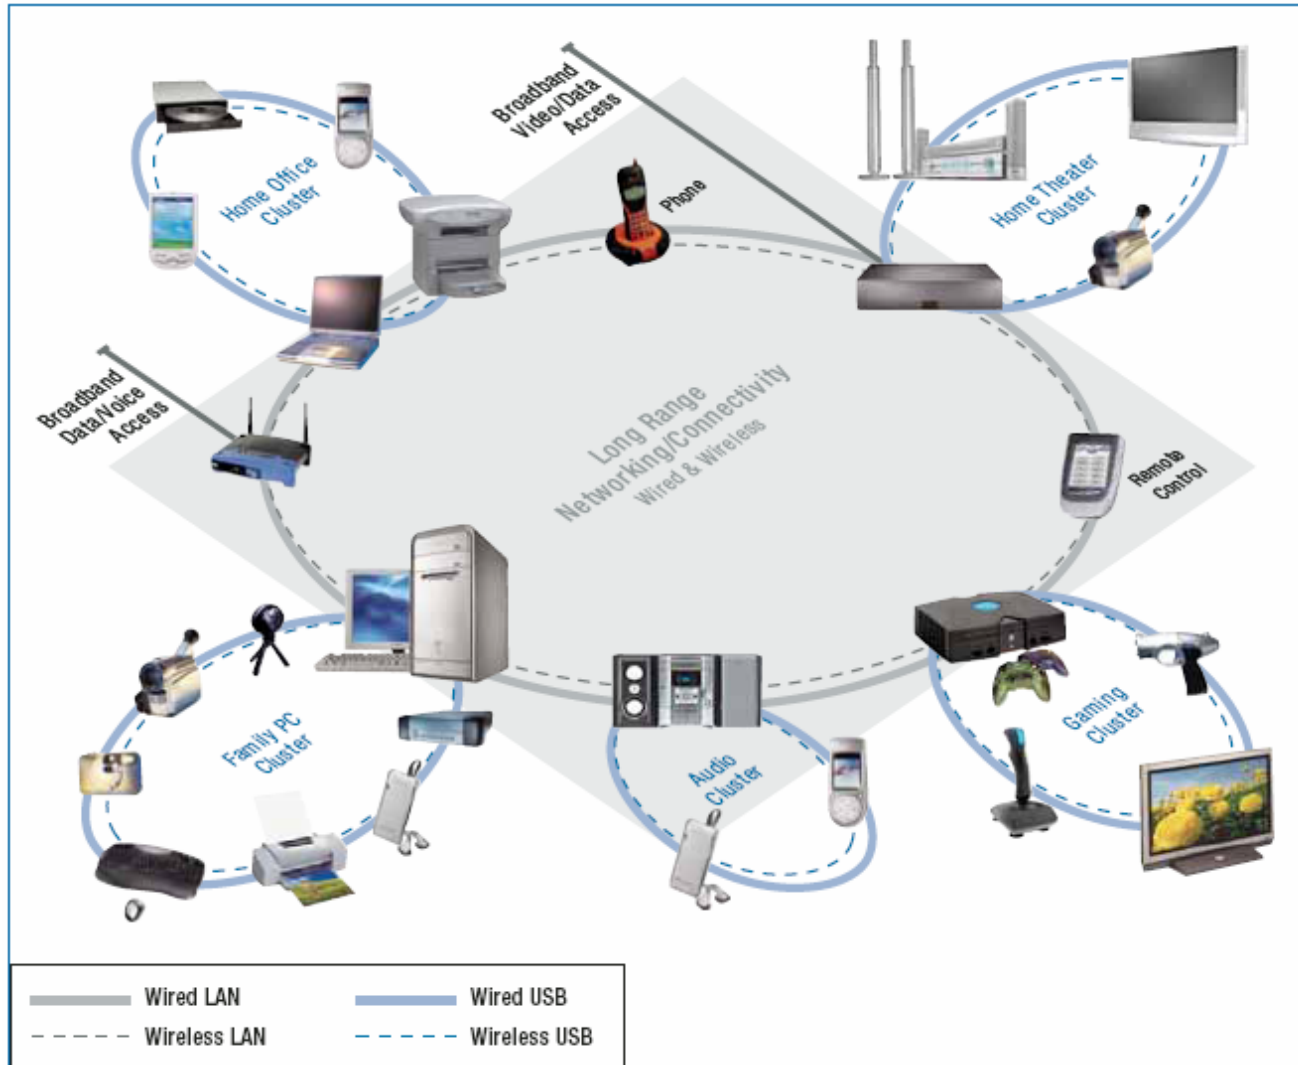 Broadband
Video/Data
Access
Home Office
Cluster
Phone
Home Theater
Cluster
Broadband
Data/Voice
Access
Long Range
Networking/Connectivity
Wired & Wireless
Remote
Control
Family PC
Cluster
Audio
Cluster
Gaming
Cluster
Wired LAN
Wired USB
Wireless LAN
Wireless USB